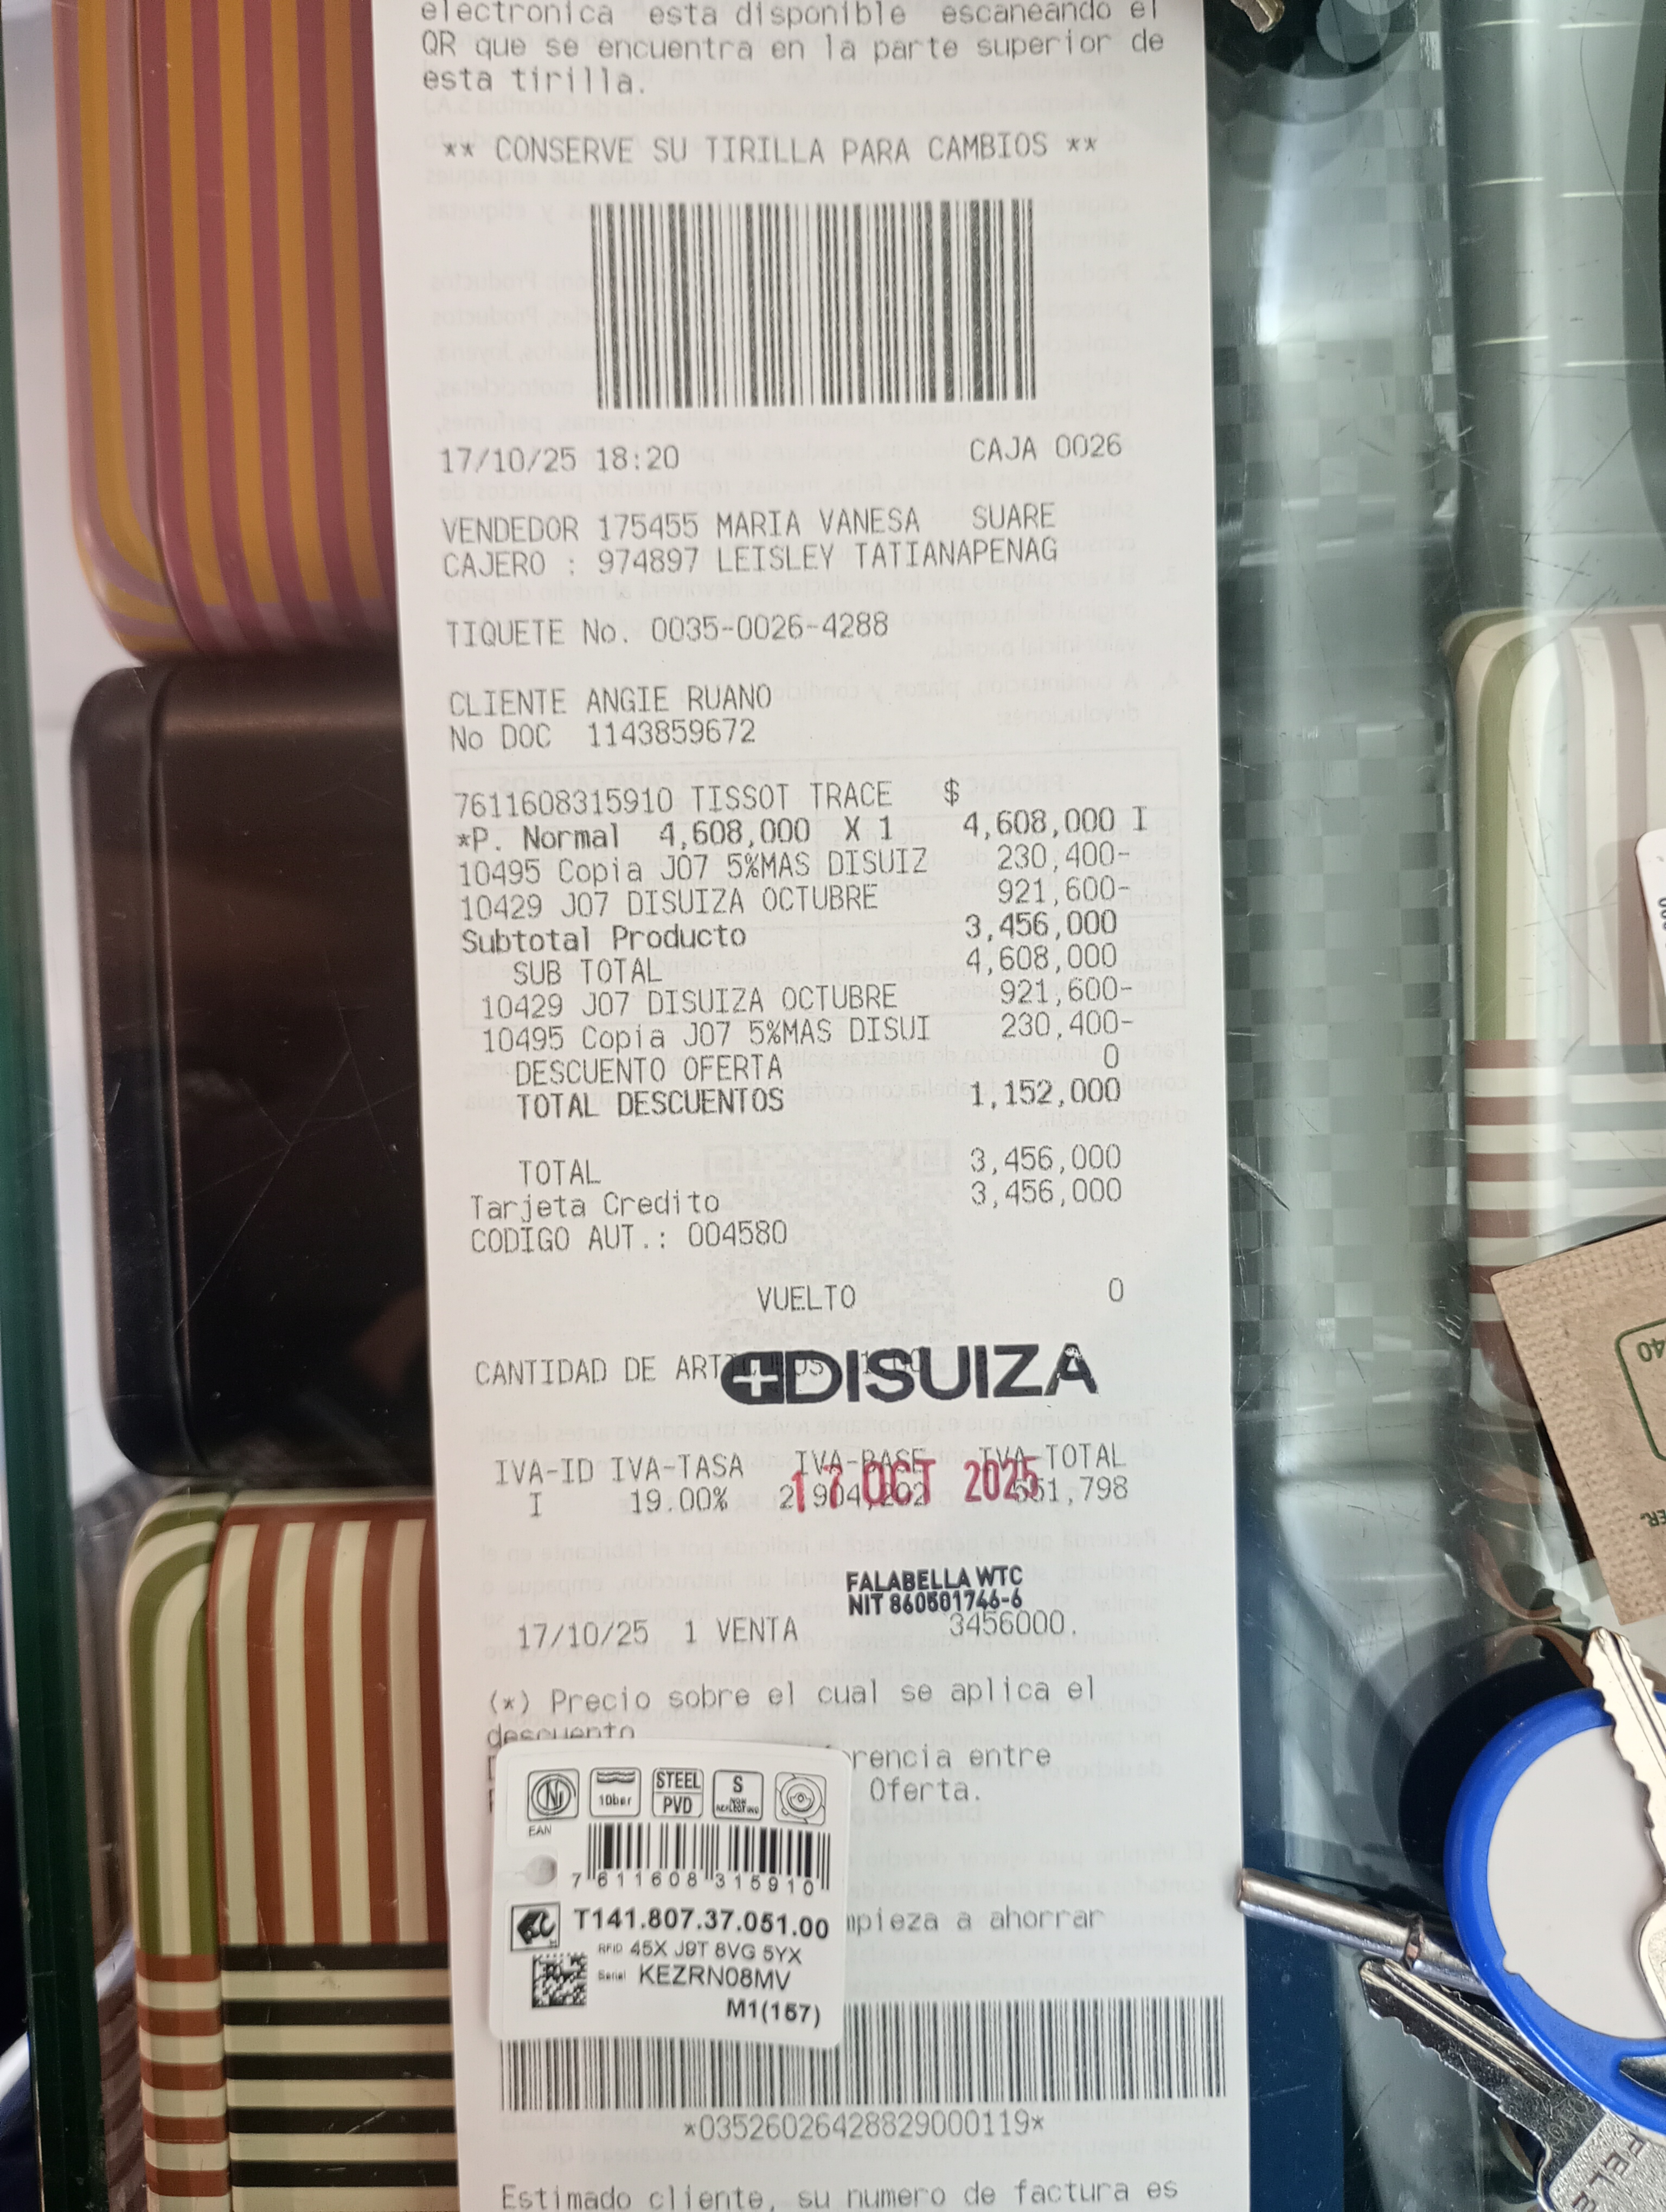 electronica esta disponible escaneando el
QR que se encuentra en la parte superior de
esta tirilla.
** CONSERVE SU TIRILLA PARA CAMBIOS **
17/10/25 18:20 CAJA 0026
VENDEDOR 175455 MARIA VANESA SUARE
CAJERO : 974897 LEISLEY TATIANAPENAG
TIQUETE No. 0035-0026-4288
CLIENTE ANGIE RUANO
No DOC 1143859672
7611608315910 TISSOT TRACE $
*P. Normal 4,608,000 X 1 4,608,000 I
10495 Copia J07 5%MAS DISUIZ 230,400-
10429 J07 DISUIZA OCTUBRE 921,600-
Subtotal Producto 3,456,000
SUB TOTAL 4,608,000
10429 J07 DISUIZA OCTUBRE 921,600-
10495 Copia J07 5%MAS DISUI 230,400-
DESCUENTO OFERTA 0
TOTAL DESCUENTOS 1,152,000
TOTAL 3,456,000
Tarjeta Credito 3,456,000
CODIGO AUT.: 004580
VUELTO 0
CANTIDAD DE
DISUIZA
IVA-ID IVA-TASA IVA-BASE IVA-TOTAL
I 19.00%
17 OCT 2025
FALABELLA WTC
NIT 860501746-6
17/10/25 1 VENTA 3456000.
(*) Precio sobre el cual se aplica el
descuento
entre
Oferta.
a ahorrar
STEEL
PVD
10bar
S
NON REFLECTING
EAN
7 611608 315910
T141.807.37.051.00
RFID 45X J9T 8VG 5YX
Serial KEZRN08MV
M1(157)
*03526026428829000119*
Estimado cliente, su numero de factura es